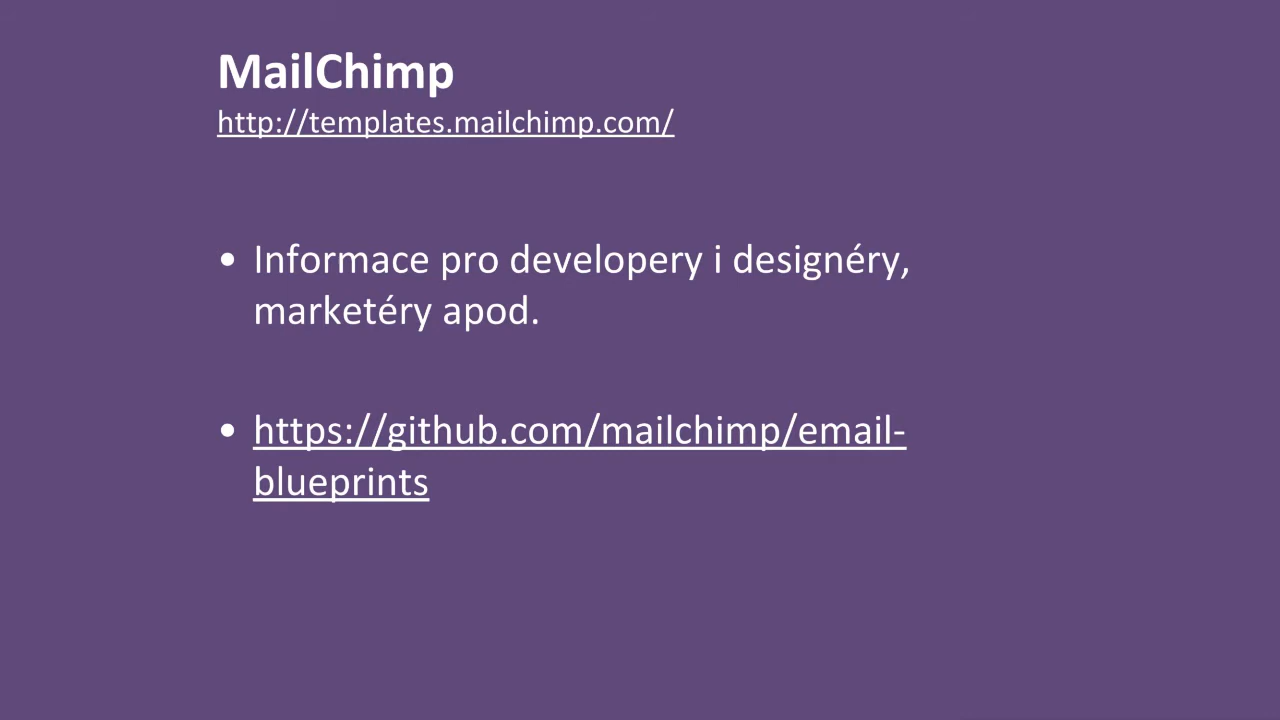 MailChimp
http://templates.mailchimp.com/
• Informace pro developery i designéry,
marketéry apod.
• https://github.com/mailchimp/email-
blueprints